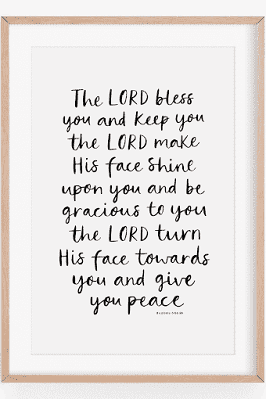 The LORD bless
you and keep you
the LORD make
His face shine
upon you and be
gracious to you
the LORD turn
His face towards
you and give
you peace